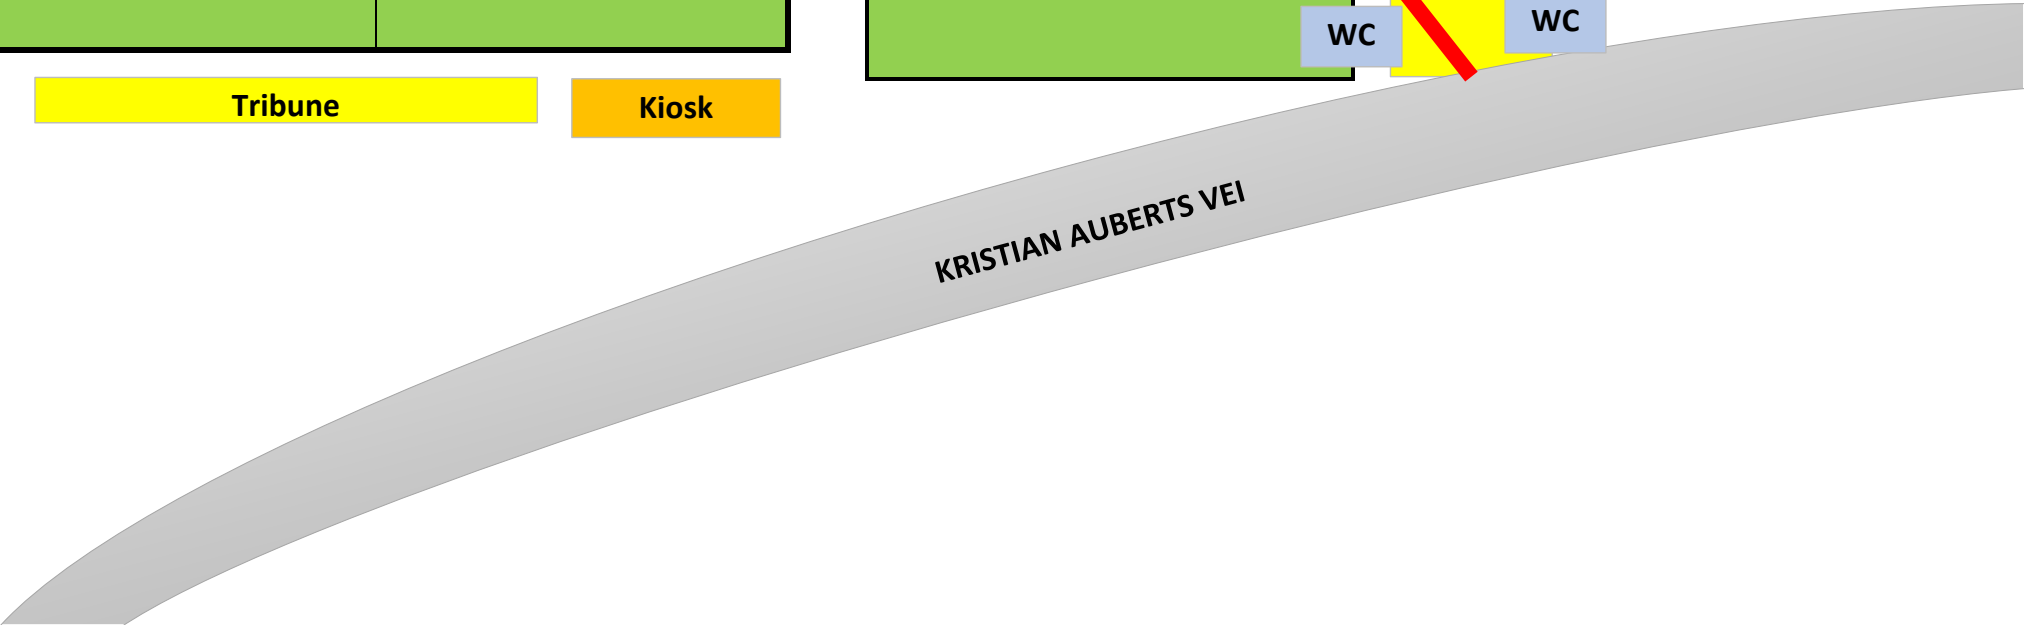 WC
WC
Tribune
Kiosk
KRISTIAN AUBERTS VEI